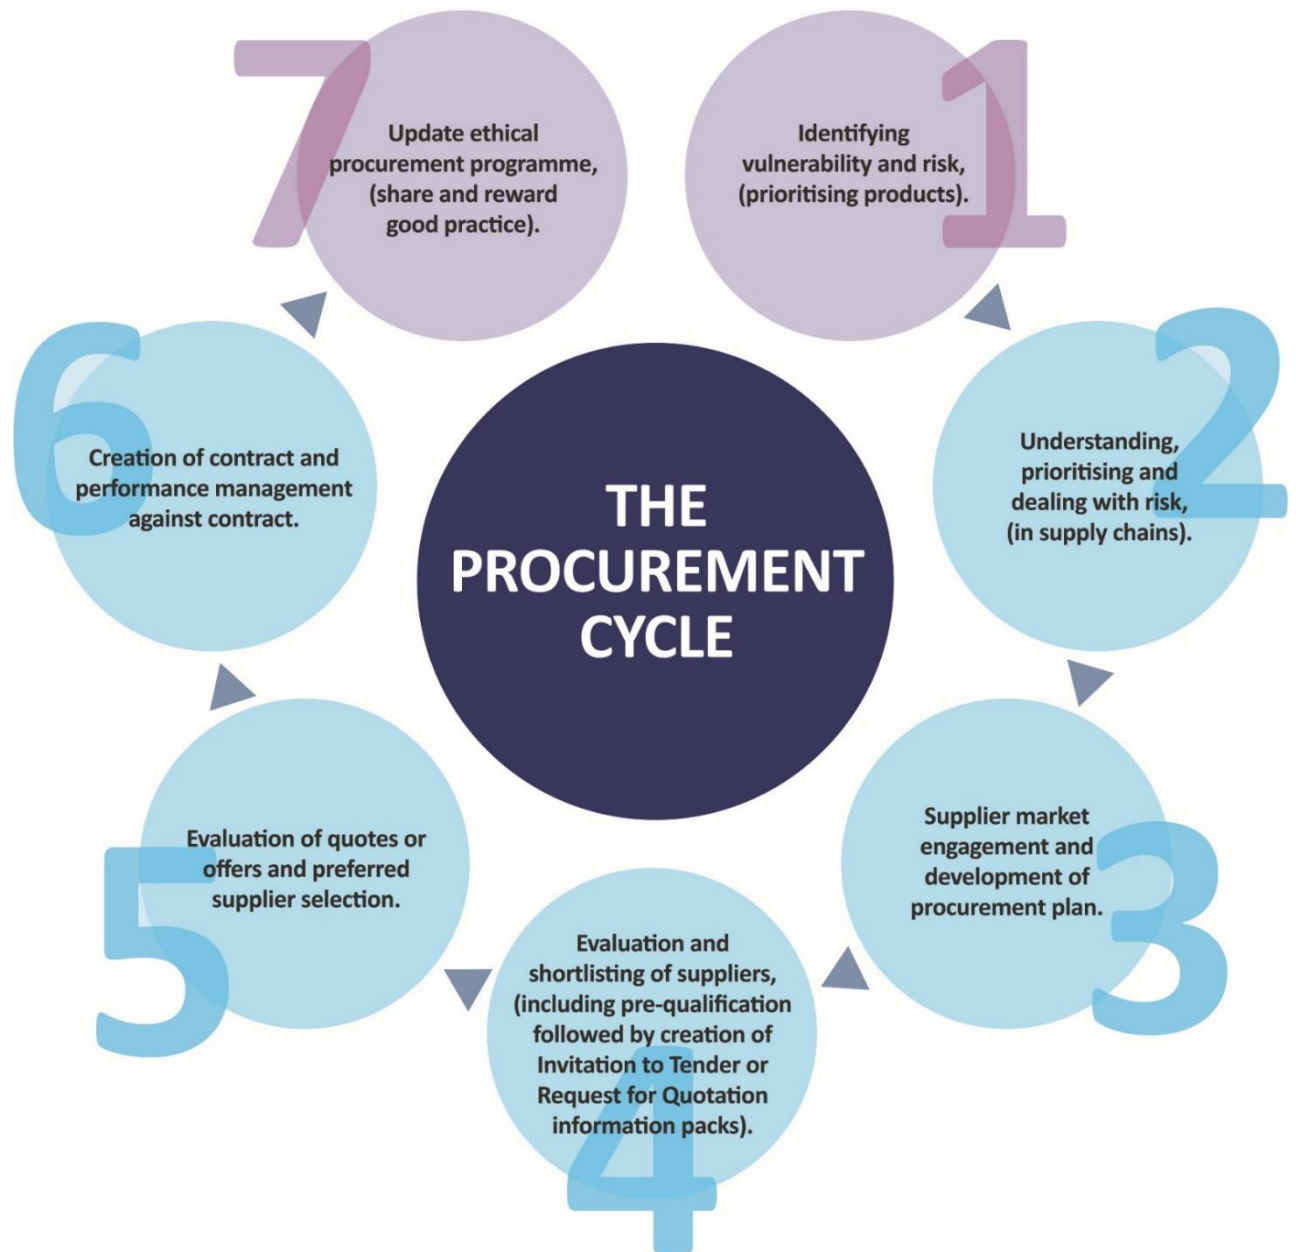 THE
PROCUREMENT
CYCLE
1
Identifying
vulnerability and risk,
(prioritising products).
2
Understanding,
prioritising and
dealing with risk,
(in supply chains).
3
Supplier market
engagement and
development of
procurement plan.
4
Evaluation and
shortlisting of suppliers,
(including pre-qualification
followed by creation of
Invitation to Tender or
Request for Quotation
information packs).
5
Evaluation of quotes or
offers and preferred
supplier selection.
6
Creation of contract and
performance management
against contract.
7
Update ethical
procurement programme,
(share and reward
good practice).